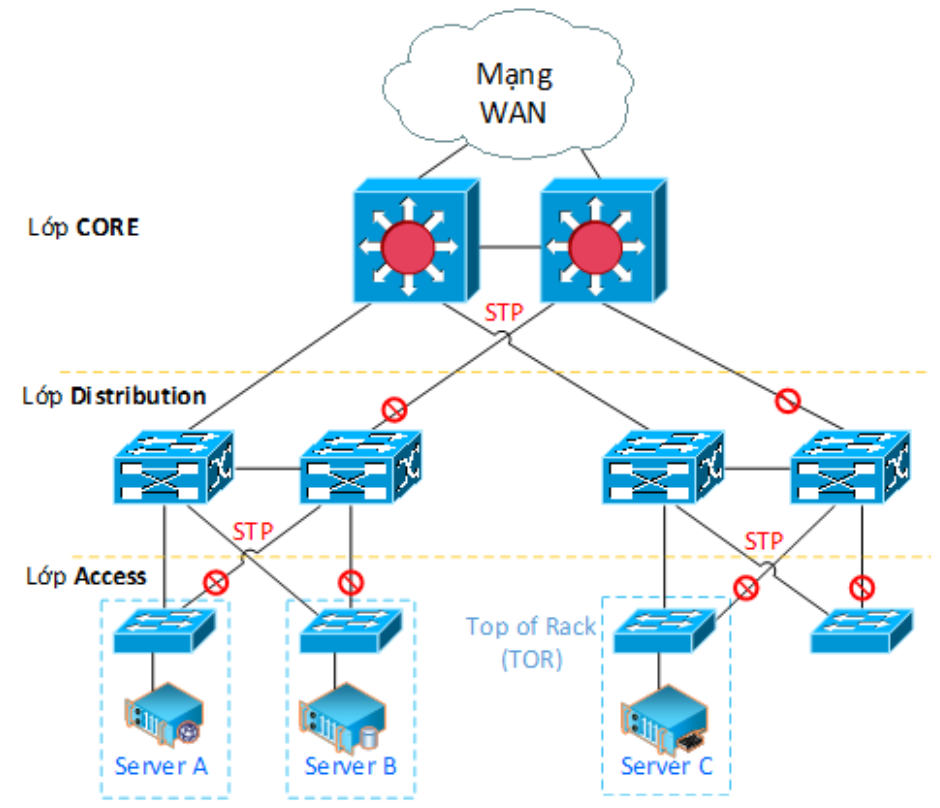 Mạng
WAN
Lớp CORE
STP
Lớp Distribution
STP
STP
Lớp Access
Top of Rack
(TOR)
Server A
Server B
Server C